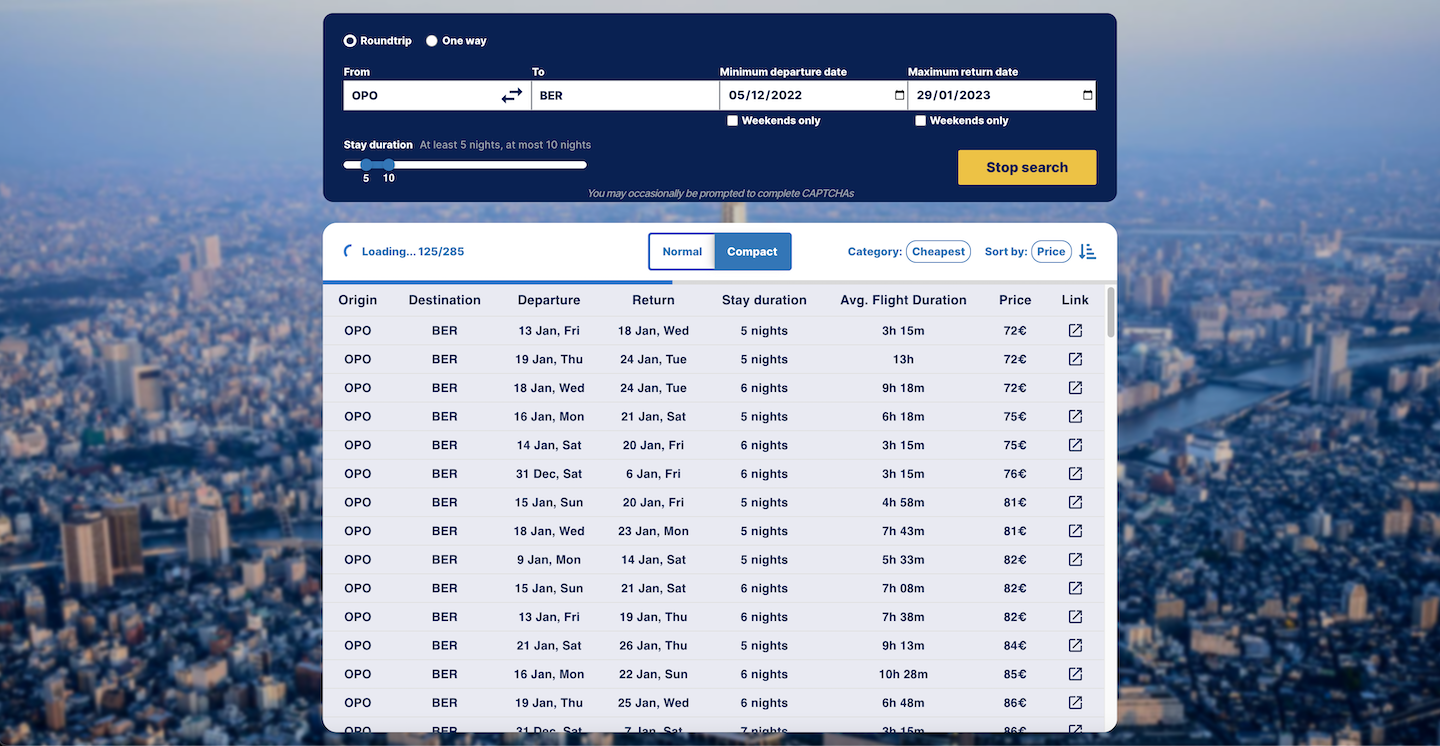 Roundtrip One way
From To Minimum departure date Maximum return date
OPO BER 05/12/2022 29/01/2023
Weekends only Weekends only
Stay duration At least 5 nights, at most 10 nights
5 10
Stop search
You may occasionally be prompted to complete CAPTCHAs
Loading... 125/285 Normal Compact Category: Cheapest Sort by: Price
Origin Destination Departure Return Stay duration Avg. Flight Duration Price Link
OPO BER 13 Jan, Fri 18 Jan, Wed 5 nights 3h 15m 72€
OPO BER 19 Jan, Thu 24 Jan, Tue 5 nights 13h 72€
OPO BER 18 Jan, Wed 24 Jan, Tue 6 nights 9h 18m 72€
OPO BER 16 Jan, Mon 21 Jan, Sat 5 nights 6h 18m 75€
OPO BER 14 Jan, Sat 20 Jan, Fri 6 nights 3h 15m 75€
OPO BER 31 Dec, Sat 6 Jan, Fri 6 nights 3h 15m 76€
OPO BER 15 Jan, Sun 20 Jan, Fri 5 nights 4h 58m 81€
OPO BER 18 Jan, Wed 23 Jan, Mon 5 nights 7h 43m 81€
OPO BER 9 Jan, Mon 14 Jan, Sat 5 nights 5h 33m 82€
OPO BER 15 Jan, Sun 21 Jan, Sat 6 nights 7h 08m 82€
OPO BER 13 Jan, Fri 19 Jan, Thu 6 nights 7h 38m 82€
OPO BER 21 Jan, Sat 26 Jan, Thu 5 nights 9h 13m 84€
OPO BER 16 Jan, Mon 22 Jan, Sun 6 nights 10h 28m 85€
OPO BER 19 Jan, Thu 25 Jan, Wed 6 nights 6h 48m 86€
OPO BER 31 Dec, Sat 7 Jan, Sat 7 nights 3h 15m 86€